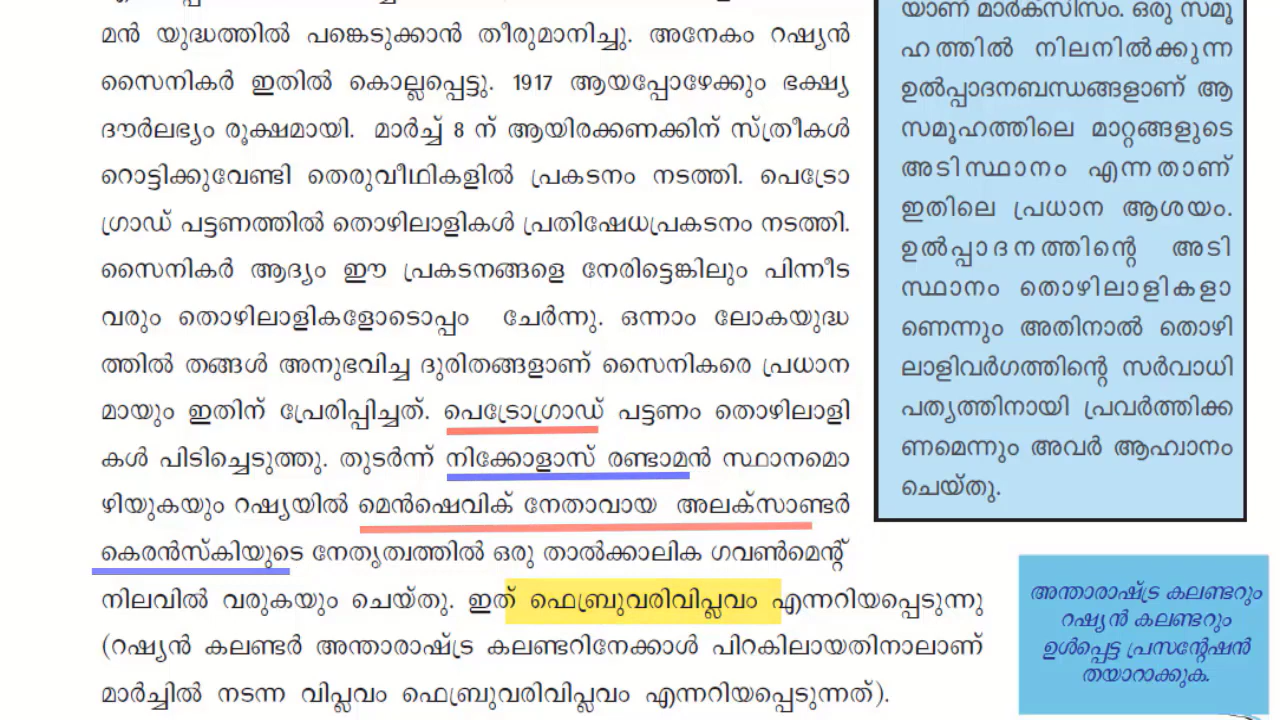 മൻ യുദ്ധത്തിൽ പങ്കെടുക്കാൻ തീരുമാനിച്ചു. അനേകം റഷ്യൻ
സൈനികർ ഇതിൽ കൊല്ലപ്പെട്ടു. 1917 ആയപ്പോഴേക്കും ഭക്ഷ്യ
ദൗർലഭ്യം രൂക്ഷമായി. മാർച്ച് 8 ന് ആയിരക്കണക്കിന് സ്ത്രീകൾ
റൊട്ടിക്കുവേണ്ടി തെരുവീഥികളിൽ പ്രകടനം നടത്തി. പെട്രോ
ഗ്രാഡ് പട്ടണത്തിൽ തൊഴിലാളികൾ പ്രതിഷേധപ്രകടനം നടത്തി.
സൈനികർ ആദ്യം ഈ പ്രകടനങ്ങളെ നേരിട്ടെങ്കിലും പിന്നീട
വരും തൊഴിലാളികളോടൊപ്പം ചേർന്നു. ഒന്നാം ലോകയുദ്ധ
ത്തിൽ തങ്ങൾ അനുഭവിച്ച ദുരിതങ്ങളാണ് സൈനികരെ പ്രധാന
മായും ഇതിന് പ്രേരിപ്പിച്ചത്. പെട്രോഗ്രാഡ് പട്ടണം തൊഴിലാളി
കൾ പിടിച്ചെടുത്തു. തുടർന്ന് നിക്കോളാസ് രണ്ടാമൻ സ്ഥാനമൊ
ഴിയുകയും റഷ്യയിൽ മെൻഷെവിക് നേതാവായ അലക്സാണ്ടർ
കെരൻസ്കിയുടെ നേതൃത്വത്തിൽ ഒരു താൽക്കാലിക ഗവൺമെന്റ്
നിലവിൽ വരുകയും ചെയ്തു. ഇത് ഫെബ്രുവരിവിപ്ലവം എന്നറിയപ്പെടുന്നു
(റഷ്യൻ കലണ്ടർ അന്താരാഷ്ട്ര കലണ്ടറിനേക്കാൾ പിറകിലായതിനാലാണ്
മാർച്ചിൽ നടന്ന വിപ്ലവം ഫെബ്രുവരിവിപ്ലവം എന്നറിയപ്പെടുന്നത്).
യാണ് മാർക്സിസം. ഒരു സമൂ
ഹത്തിൽ നിലനിൽക്കുന്ന
ഉൽപ്പാദനബന്ധങ്ങളാണ് ആ
സമൂഹത്തിലെ മാറ്റങ്ങളുടെ
അടിസ്ഥാനം എന്നതാണ്
ഇതിലെ പ്രധാന ആശയം.
ഉൽപ്പാദനത്തിന്റെ അടി
സ്ഥാനം തൊഴിലാളികളാ
ണെന്നും അതിനാൽ തൊഴി
ലാളിവർഗത്തിന്റെ സർവാധി
പത്യത്തിനായി പ്രവർത്തിക്ക
ണമെന്നും അവർ ആഹ്വാനം
ചെയ്തു.
അന്താരാഷ്ട്ര കലണ്ടറും
റഷ്യൻ കലണ്ടറും
ഉൾപ്പെട്ട പ്രസന്റേഷൻ
തയാറാക്കുക.